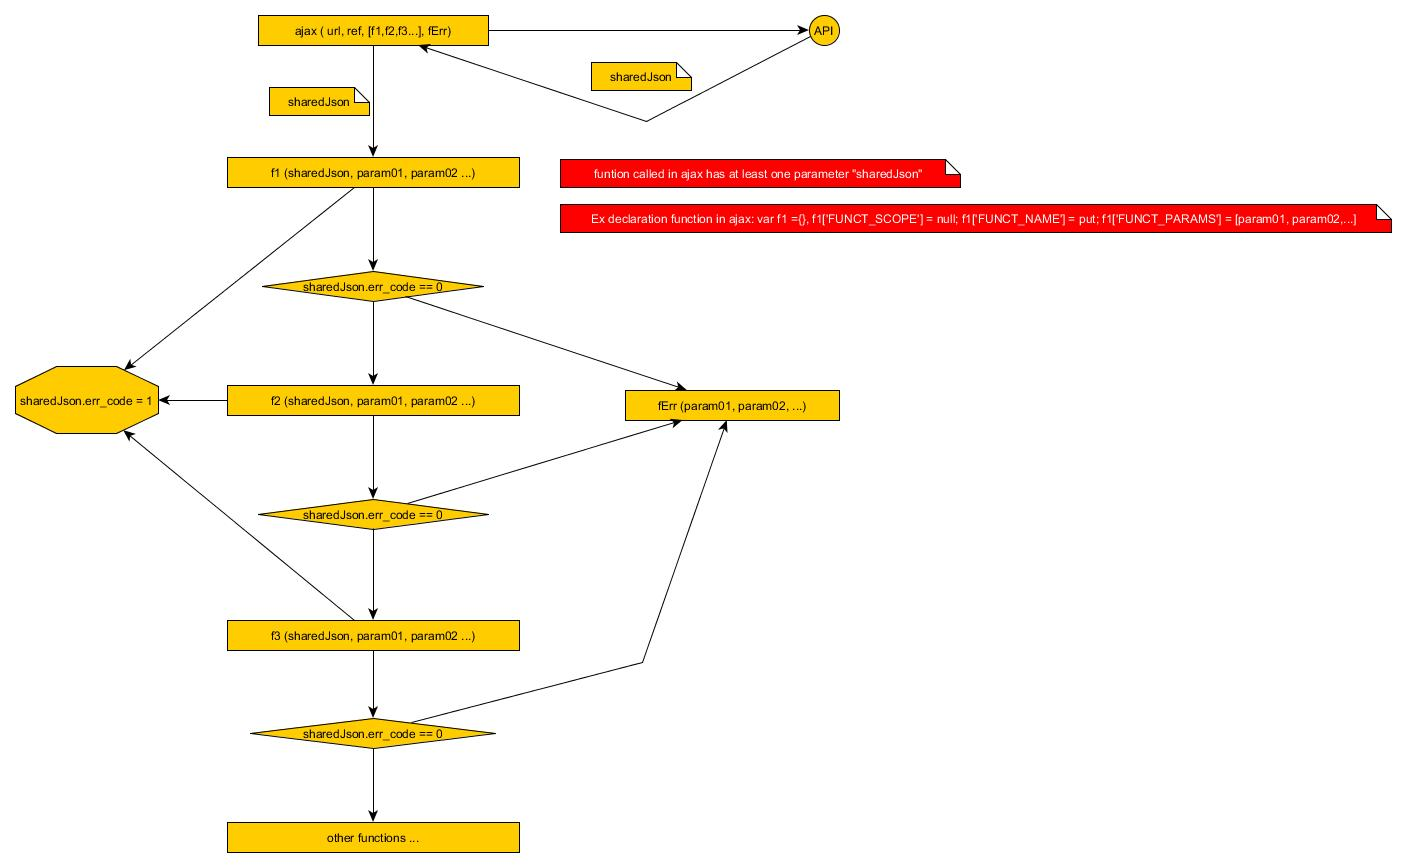 ajax ( url, ref, [f1,f2,f3...], fErr)
API
sharedJson
sharedJson
f1 (sharedJson, param01, param02 ...)
funtion called in ajax has at least one parameter "sharedJson"
Ex declaration function in ajax: var f1 ={}, f1['FUNCT_SCOPE'] = null; f1['FUNCT_NAME'] = put; f1['FUNCT_PARAMS'] = [param01, param02,...]
sharedJson.err_code == 0
sharedJson.err_code = 1
f2 (sharedJson, param01, param02 ...)
fErr (param01, param02, ...)
sharedJson.err_code == 0
f3 (sharedJson, param01, param02 ...)
sharedJson.err_code == 0
other functions ...